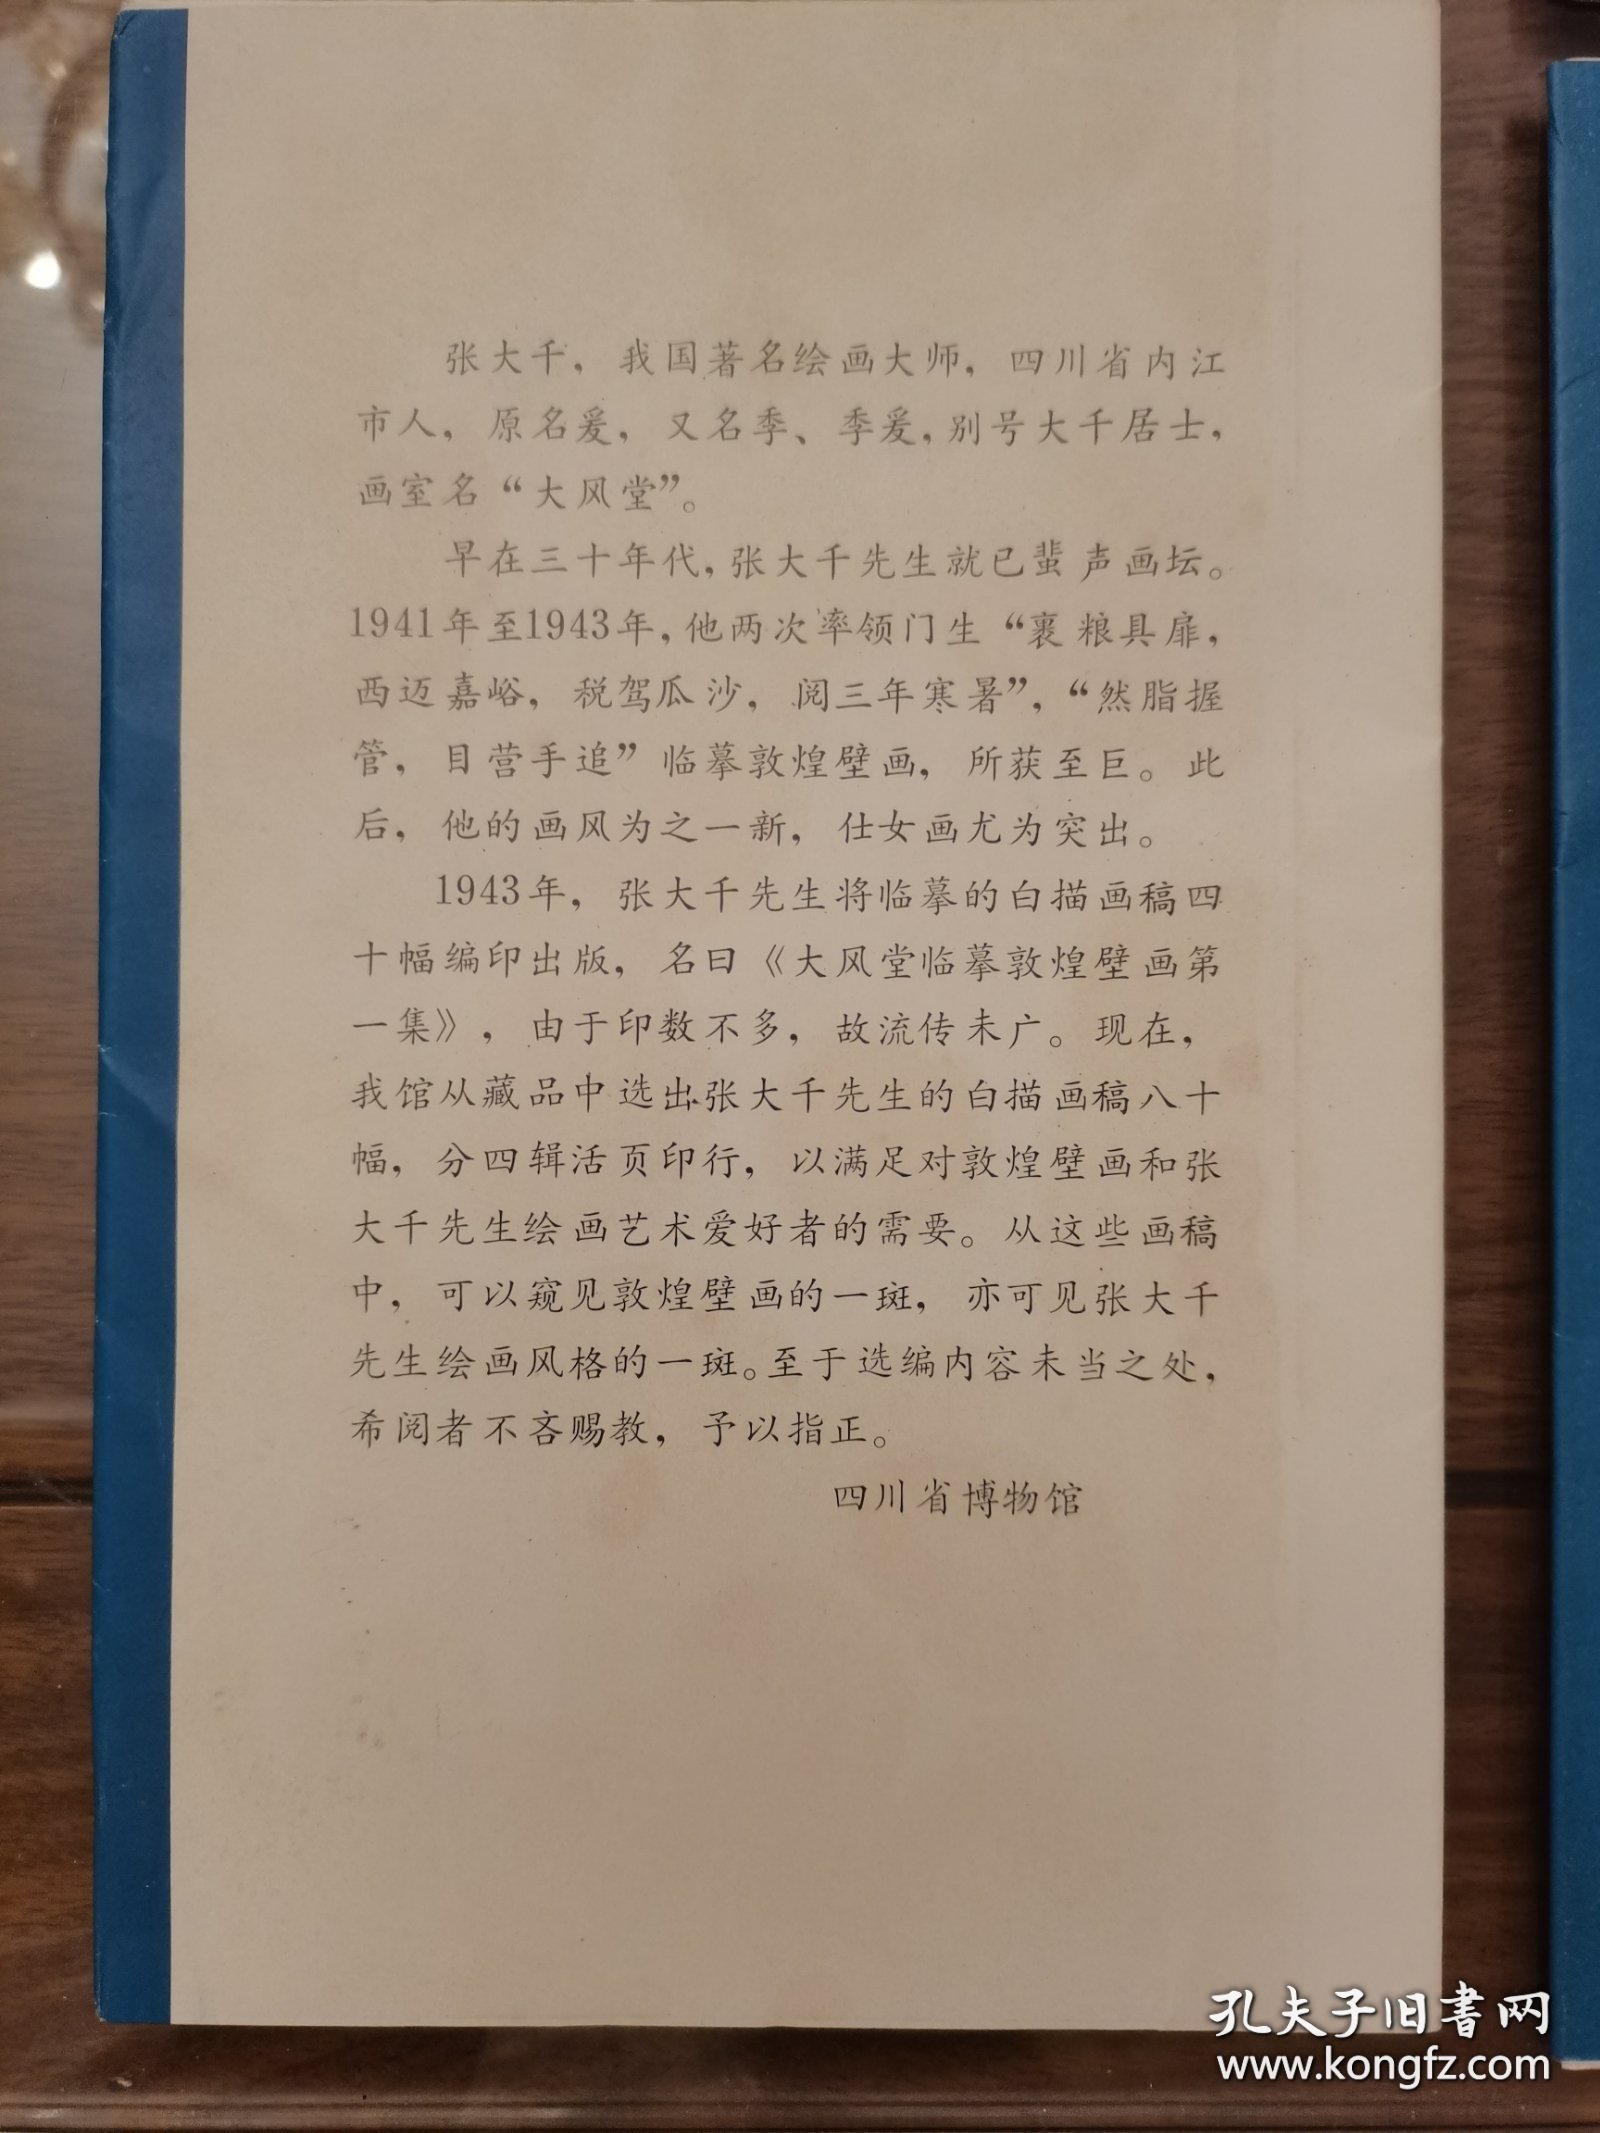 张大千，我国著名绘画大师，四川省内江
市人，原名爰，又名季、季爰，别号大千居士，
画室名“大风堂”。
早在三十年代，张大千先生就已蜚声画坛。
1941年至1943年，他两次率领门生“裹粮具扉，
西迈嘉峪，税驾瓜沙，阅三年寒暑”，“然脂握
管，目营手追”临摹敦煌壁画，所获至巨。此
后，他的画风为之一新，仕女画尤为突出。
1943年，张大千先生将临摹的白描画稿四
十幅编印出版，名曰《大风堂临摹敦煌壁画第
一集》，由于印数不多，故流传未广。现在，
我馆从藏品中选出张大千先生的白描画稿八十
幅，分四辑活页印行，以满足对敦煌壁画和张
大千先生绘画艺术爱好者的需要。从这些画稿
中，可以窥见敦煌壁画的一斑，亦可见张大千
先生绘画风格的一斑。至于选编内容未当之处，
希阅者不吝赐教，予以指正。
四川省博物馆
孔夫子旧书网
www.kongfz.com